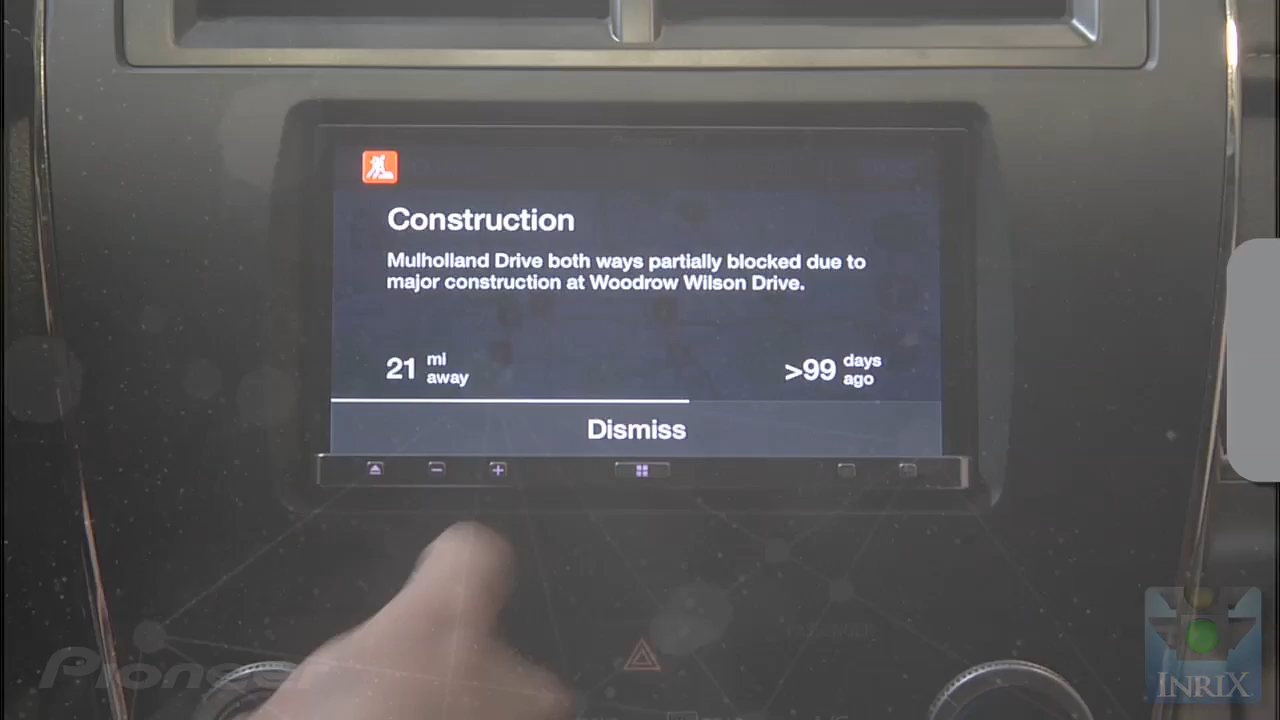 Construction
Mulholland Drive both ways partially blocked due to
major construction at Woodrow Wilson Drive.
21 mi away
>99 days ago
Dismiss
Pioneer
INRIX